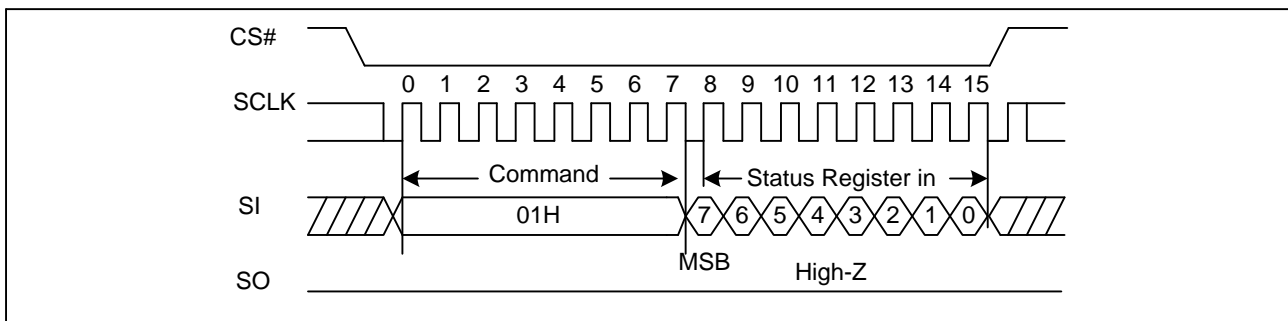 CS#
0 1 2 3 4 5 6 7 8 9 10 11 12 13 14 15
SCLK
Command Status Register in
SI 01H 7 6 5 4 3 2 1 0
MSB High-Z
SO